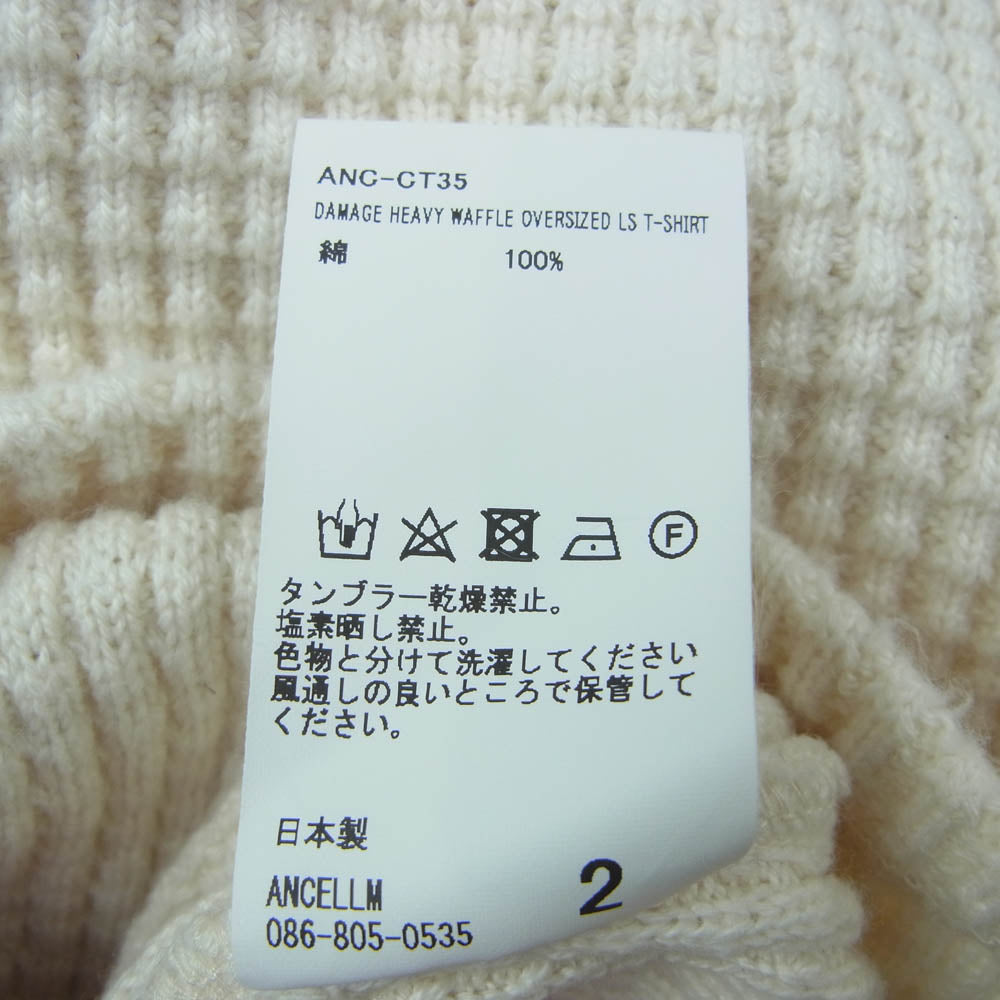 ANC-CT35
DAMAGE HEAVY WAFFLE OVERSIZED LS T-SHIRT
綿 100%
F
タンブラー乾燥禁止。
塩素晒し禁止。
色物と分けて洗濯してください
風通しの良いところで保管して
ください。
日本製
ANCELLM 2
086-805-0535